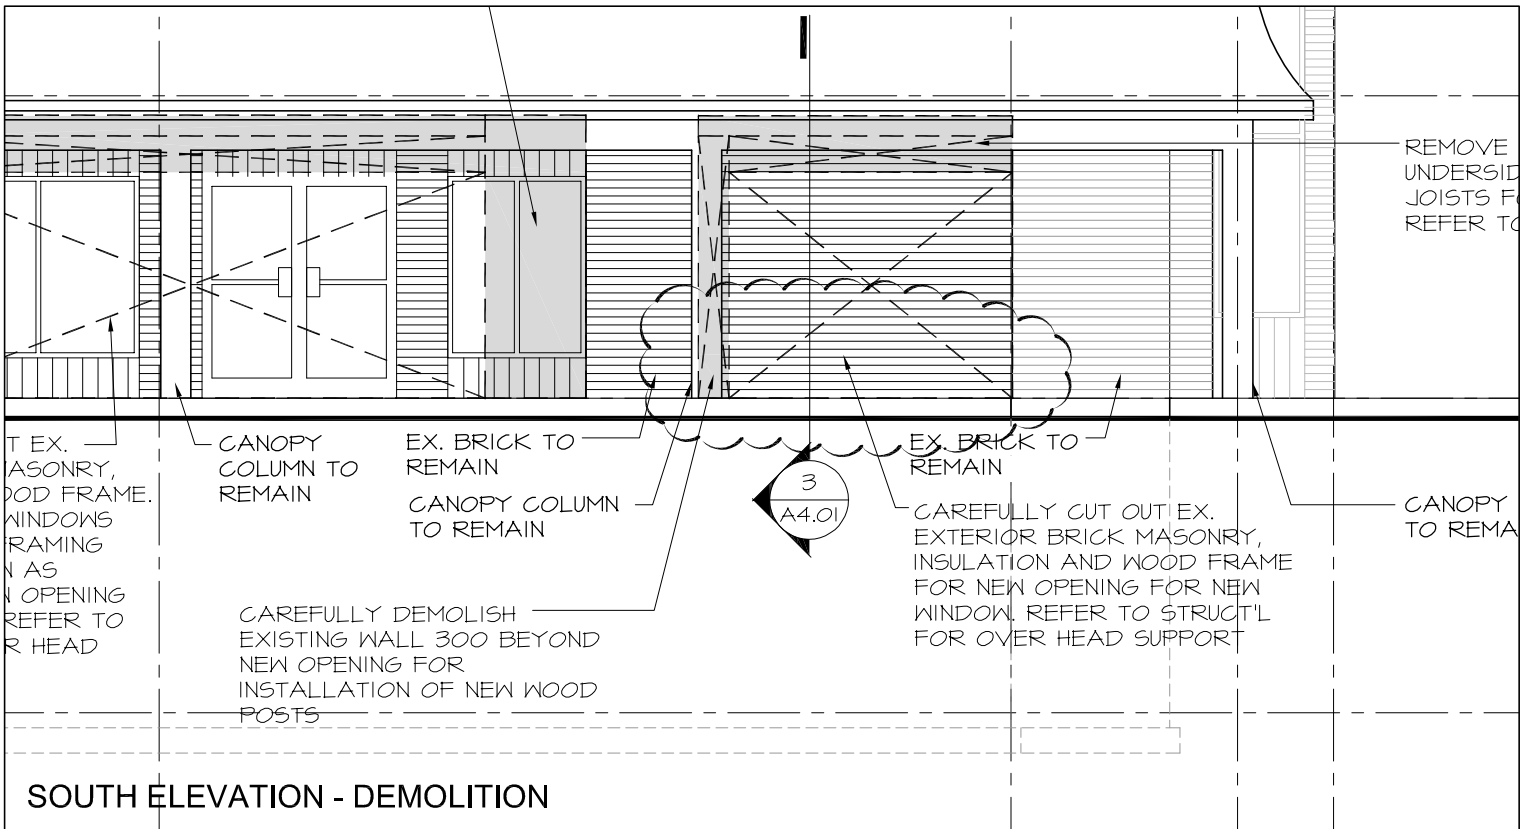 REMOVE
JOISTS
REFER TO
T EX.
ASONRY,
OOD FRAME.
WINDOWS
FRAMING
N AS
OPENING
REFER TO
R HEAD
CANOPY
COLUMN TO
REMAIN
EX. BRICK TO
REMAIN
CANOPY COLUMN
TO REMAIN
CAREFULLY DEMOLISH
EXISTING WALL 300 BEYOND
NEW OPENING FOR
INSTALLATION OF NEW WOOD
POSTS
3
A4.01
EX. BRICK TO
REMAIN
CAREFULLY CUT OUT EX.
EXTERIOR BRICK MASONRY,
INSULATION AND WOOD FRAME
FOR NEW OPENING FOR NEW
WINDOW. REFER TO STRUCT'L
FOR OVER HEAD SUPPORT
CANOPY
TO REMA
SOUTH ELEVATION - DEMOLITION